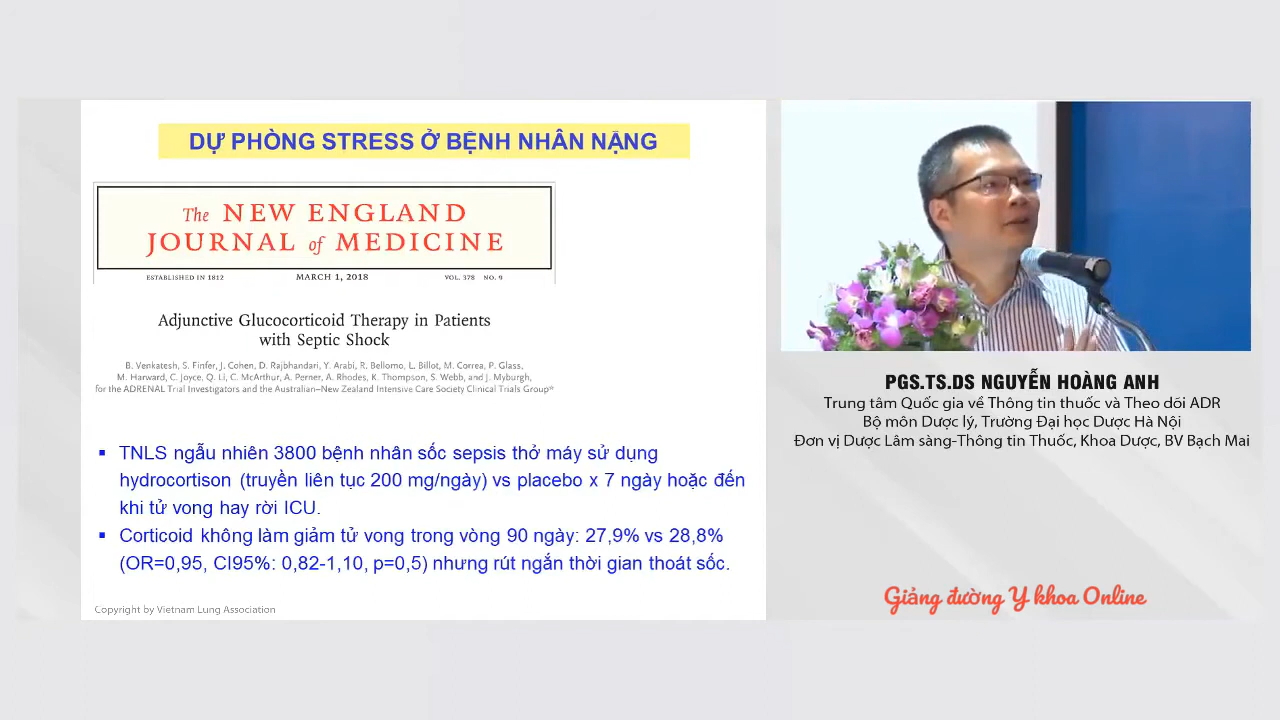 DỰ PHÒNG STRESS Ở BỆNH NHÂN NẶNG
The NEW ENGLAND
JOURNAL of MEDICINE
ESTABLISHED IN 1812 MARCH 1, 2018 VOL. 378 NO. 9
Adjunctive Glucocorticoid Therapy in Patients
with Septic Shock
B. Venkatesh, S. Finfer, J. Cohen, D. Rajbhandari, Y. Arabi, R. Bellomo, L. Billot, M. Correa, P. Glass,
M. Harward, C. Joyce, Q. Li, C. McArthur, A. Perner, A. Rhodes, K. Thompson, S. Webb, and J. Myburgh,
for the ADRENAL Trial Investigators and the Australian–New Zealand Intensive Care Society Clinical Trials Group*
▪ TNLS ngẫu nhiên 3800 bệnh nhân sốc sepsis thở máy sử dụng
hydrocortison (truyền liên tục 200 mg/ngày) vs placebo x 7 ngày hoặc đến
khi tử vong hay rời ICU.
▪ Corticoid không làm giảm tử vong trong vòng 90 ngày: 27,9% vs 28,8%
(OR=0,95, CI95%: 0,82-1,10, p=0,5) nhưng rút ngắn thời gian thoát sốc.
Copyright by Vietnam Lung Association
PGS.TS.DS NGUYỄN HOÀNG ANH
Trung tâm Quốc gia về Thông tin thuốc và Theo dõi ADR
Bộ môn Dược lý, Trường Đại học Dược Hà Nội
Đơn vị Dược Lâm sàng-Thông tin Thuốc, Khoa Dược, BV Bạch Mai
Giảng đường Y khoa Online